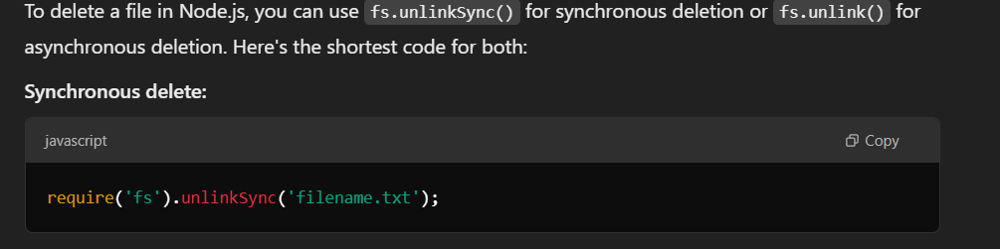 To delete a file in Node.js, you can use fs.unlinkSync() for synchronous deletion or fs.unlink() for
asynchronous deletion. Here's the shortest code for both:
Synchronous delete:
javascript
Copy
require('fs').unlinkSync('filename.txt');